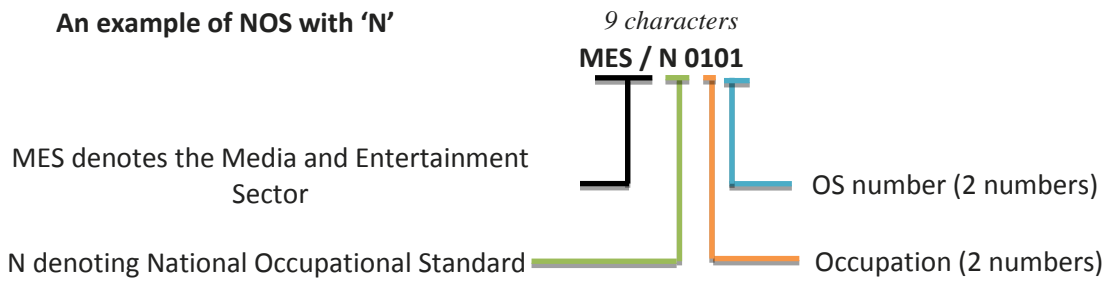 An example of NOS with ‘N’
9 characters
MES / N 0101
MES denotes the Media and Entertainment
Sector
OS number (2 numbers)
N denoting National Occupational Standard
Occupation (2 numbers)